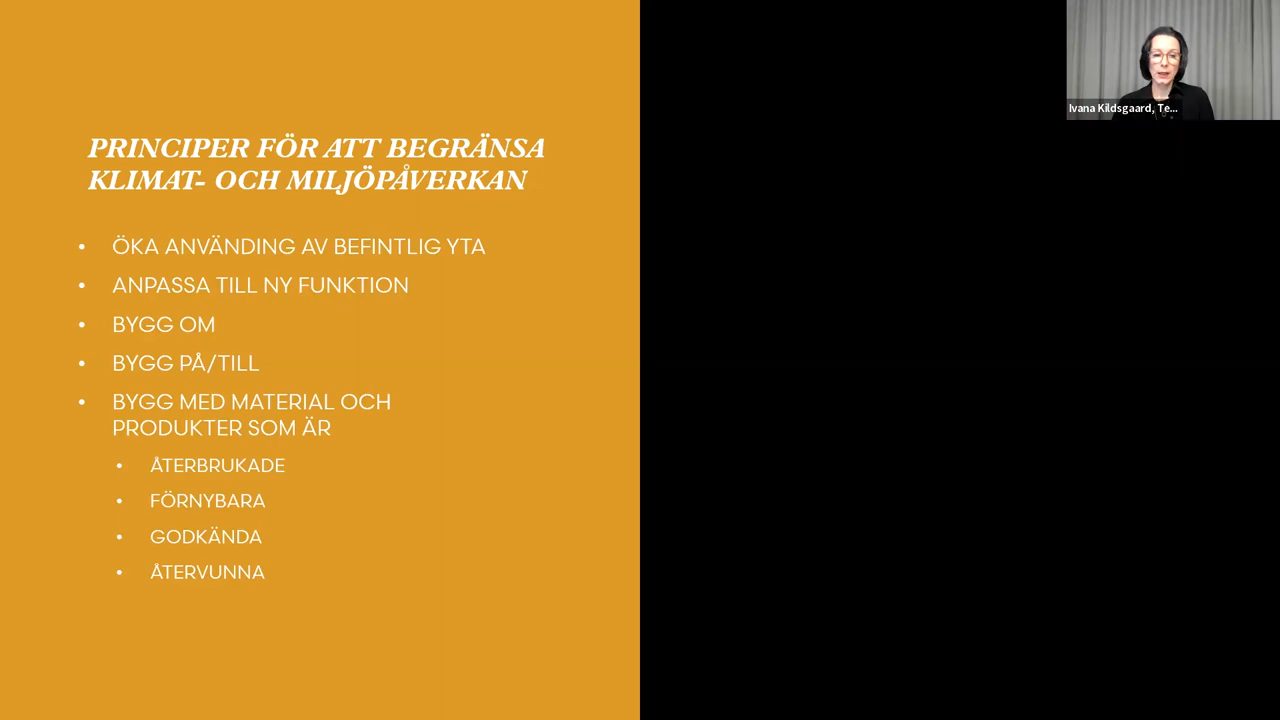 PRINCIPER FÖR ATT BEGRÄNSA
KLIMAT- OCH MILJÖPÅVERKAN
• ÖKA ANVÄNDING AV BEFINTLIG YTA
• ANPASSA TILL NY FUNKTION
• BYGG OM
• BYGG PÅ/TILL
• BYGG MED MATERIAL OCH
PRODUKTER SOM ÄR
• ÅTERBRUKADE
• FÖRNYBARA
• GODKÄNDA
• ÅTERVUNNA
Ivana Kildsgaard, Te...